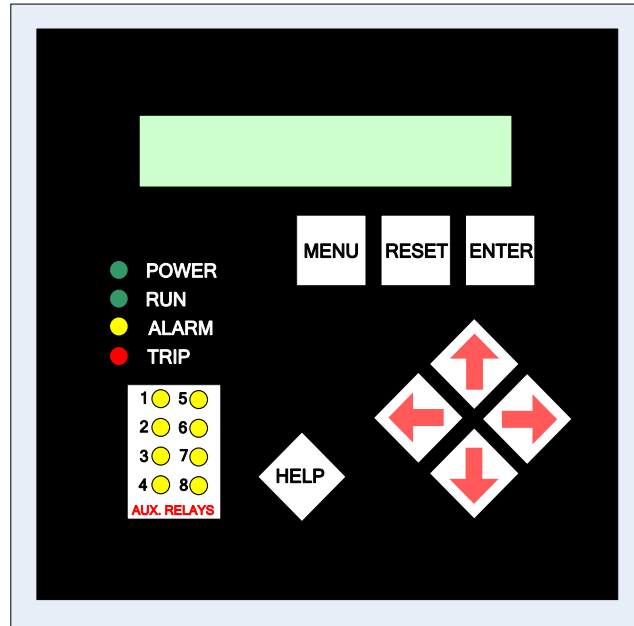 MENU RESET ENTER
POWER
RUN
ALARM
TRIP
1 5
2 6
3 7
4 8
AUX. RELAYS
HELP